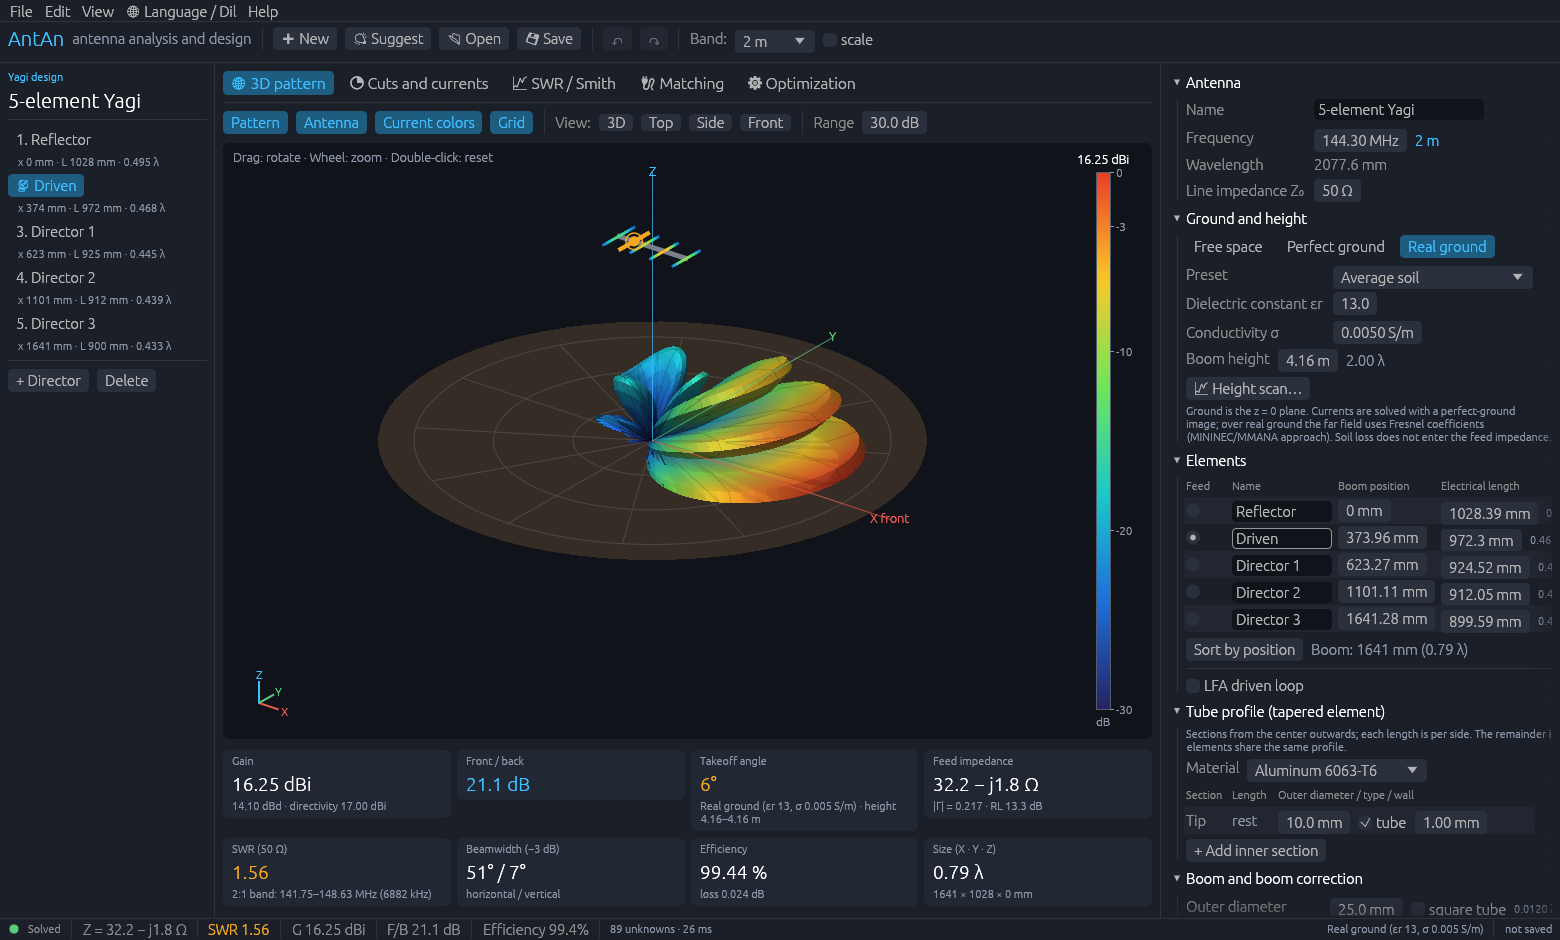 File Edit View Language / Dil Help
AntAn antenna analysis and design + New Suggest Open Save Band: 2 m scale
Yagi design
5-element Yagi
1. Reflector
x 0 mm · L 1028 mm · 0.495 λ
Driven
x 374 mm · L 972 mm · 0.468 λ
3. Director 1
x 623 mm · L 925 mm · 0.445 λ
4. Director 2
x 1101 mm · L 912 mm · 0.439 λ
5. Director 3
x 1641 mm · L 900 mm · 0.433 λ
+ Director Delete
3D pattern Cuts and currents SWR / Smith Matching Optimization
Pattern Antenna Current colors Grid View: 3D Top Side Front Range 30.0 dB
Drag: rotate · Wheel: zoom · Double-click: reset
16.25 dBi
0
-3
-10
-20
-30
dB
Z
Y
X front
Z
Y
X
Gain
16.25 dBi
14.10 dBd · directivity 17.00 dBi
Front / back
21.1 dB
Takeoff angle
6°
Real ground (εr 13, σ 0.005 S/m) · height
4.16–4.16 m
Feed impedance
32.2 − j1.8 Ω
|Γ| = 0.217 · RL 13.3 dB
SWR (50 Ω)
1.56
2:1 band: 141.75–148.63 MHz (6882 kHz)
Beamwidth (−3 dB)
51° / 7°
horizontal / vertical
Efficiency
99.44 %
loss 0.024 dB
Size (X · Y · Z)
0.79 λ
1641 × 1028 × 0 mm
Antenna
Name 5-element Yagi
Frequency 144.30 MHz 2 m
Wavelength 2077.6 mm
Line impedance Z₀ 50 Ω
Ground and height
Free space Perfect ground Real ground
Preset Average soil
Dielectric constant εr 13.0
Conductivity σ 0.0050 S/m
Boom height 4.16 m 2.00 λ
Height scan…
Ground is the z = 0 plane. Currents are solved with a perfect-ground
image; over real ground the far field uses Fresnel coefficients
(MININEC/MMANA approach). Soil loss does not enter the feed impedance.
Elements
Feed Name Boom position Electrical length
Reflector 0 mm 1028.39 mm 0
Driven 373.96 mm 972.3 mm 0.46
Director 1 623.27 mm 924.52 mm 0.4
Director 2 1101.11 mm 912.05 mm 0.4
Director 3 1641.28 mm 899.59 mm 0.4
Sort by position Boom: 1641 mm (0.79 λ)
LFA driven loop
Tube profile (tapered element)
Sections from the center outwards; each length is per side. The remainder i
elements share the same profile.
Material Aluminum 6063-T6
Section Length Outer diameter / type / wall
Tip rest 10.0 mm ✓ tube 1.00 mm
+ Add inner section
Boom and boom correction
Outer diameter 25.0 mm square tube 0.0120
Solved Z = 32.2 − j1.8 Ω SWR 1.56 G 16.25 dBi F/B 21.1 dB Efficiency 99.4% 89 unknowns · 26 ms Real ground (εr 13, σ 0.005 S/m) not saved